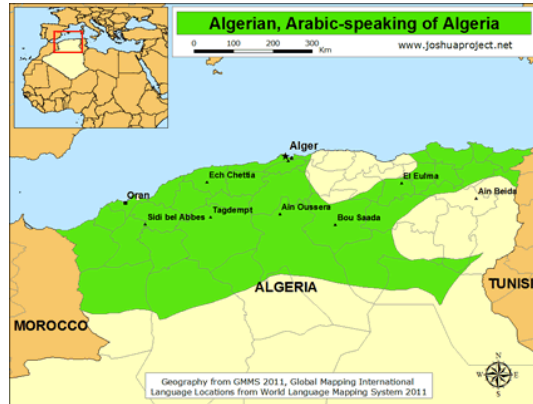 Algerian, Arabic-speaking of Algeria
0 50 100 200 300
Km
www.joshuaproject.net
Alger
Ech Chettia
El Eulma
Oran
Ain Beida
Sidi bel Abbes
Tagdempt
Ain Oussera
Bou Saada
ALGERIA
TUNISI
MOROCCO
N
W E
S
Geography from GMMS 2011, Global Mapping International
Language Locations from World Language Mapping System 2011